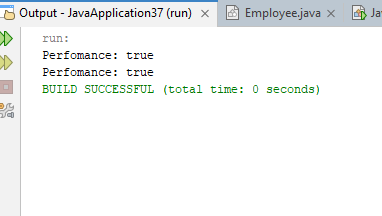 Output - JavaApplication37 (run) Employee.java
run:
Perfomance: true
Perfomance: true
BUILD SUCCESSFUL (total time: 0 seconds)